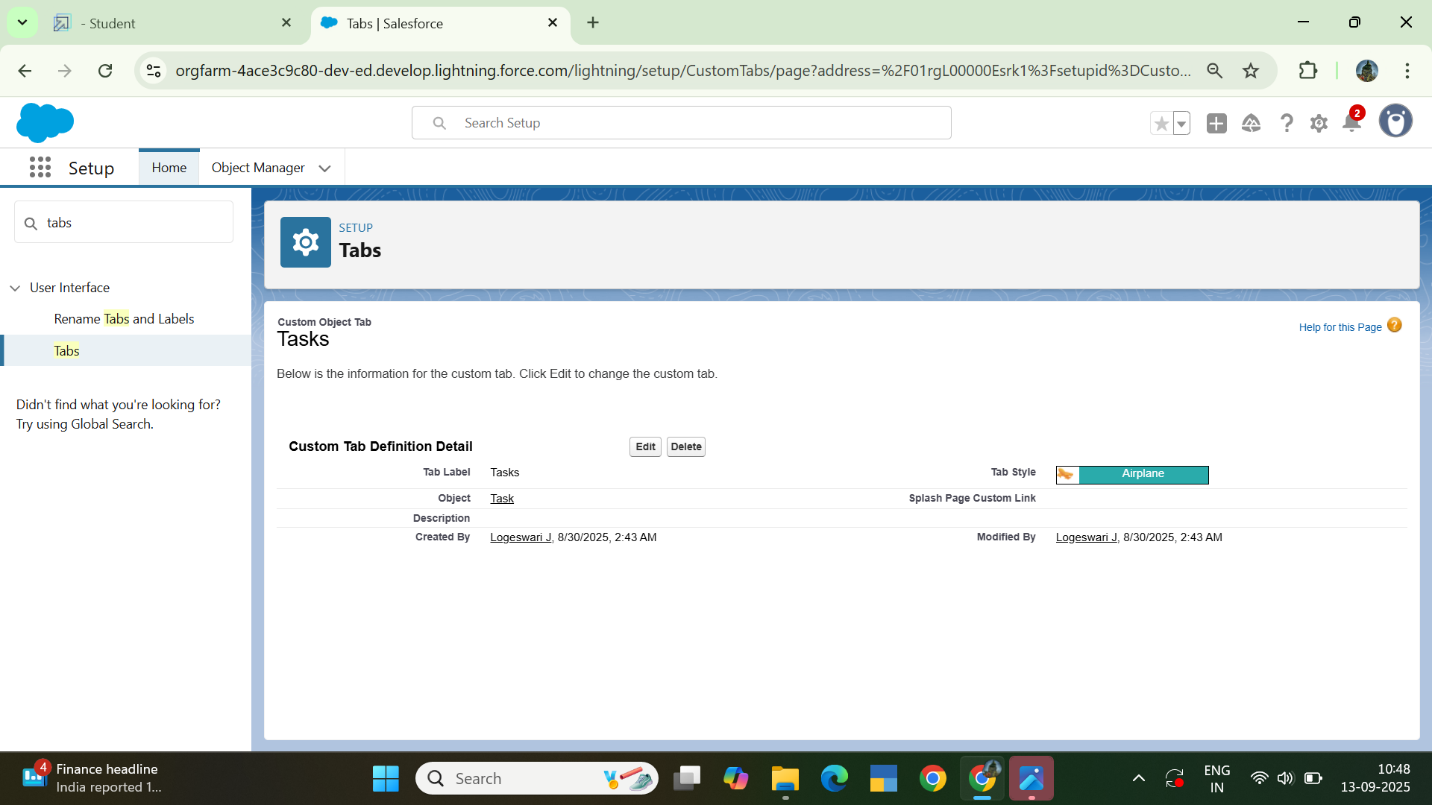 - Student
Tabs | Salesforce
orgfarm-4ace3c9c80-dev-ed.develop.lightning.force.com/lightning/setup/CustomTabs/page?address=%2F01rgL00000Esrk1%3Fsetupid%3DCusto...
Search Setup
2
Setup
Home
Object Manager
tabs
SETUP
Tabs
User Interface
Rename Tabs and Labels
Tabs
Didn't find what you're looking for?
Try using Global Search.
Custom Object Tab
Tasks
Help for this Page ?
Below is the information for the custom tab. Click Edit to change the custom tab.
Custom Tab Definition Detail
Edit
Delete
Tab Label Tasks
Tab Style Airplane
Object Task
Splash Page Custom Link
Description
Created By Logeswari J, 8/30/2025, 2:43 AM
Modified By Logeswari J, 8/30/2025, 2:43 AM
4
Finance headline
India reported 1...
Search
ENG
IN
10:48
13-09-2025